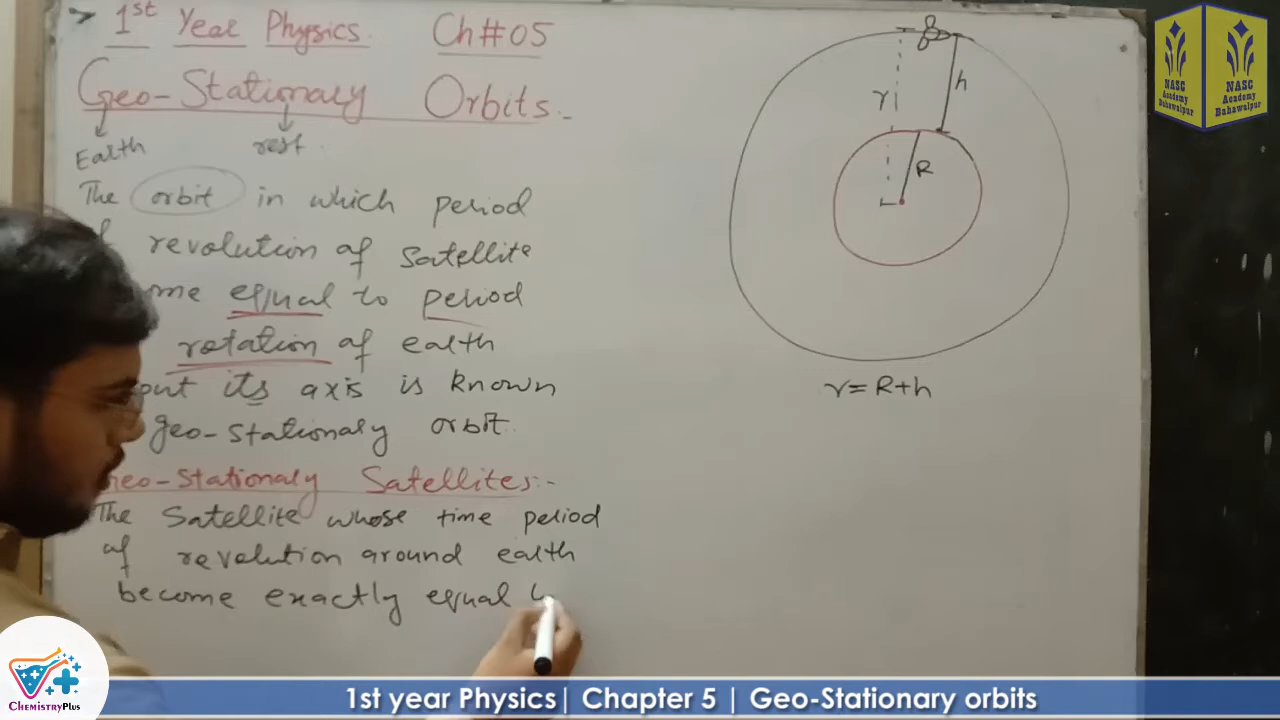 1st Year Physics Ch#05
Geo-Stationary Orbits:-
Earth rest
The orbit in which period
revolution of satellite
equal to period
rotation of earth
its axis is known
geo-stationary orbit.
Geo-stationary Satellites:-
The Satellite whose time period
of revolution around earth
become exactly equal
h
r
R
r=R+h
NASC
Academy
Bahawalpur
NASC
Academy
Bahawalpur
CHEMISTRYPLUS
1st year Physics| Chapter 5 | Geo-Stationary orbits